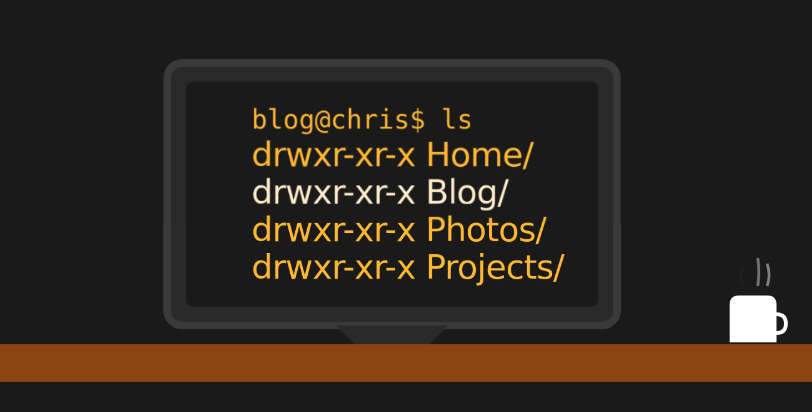 blog@chris$ ls
drwxr-xr-x Home/
drwxr-xr-x Blog/
drwxr-xr-x Photos/
drwxr-xr-x Projects/